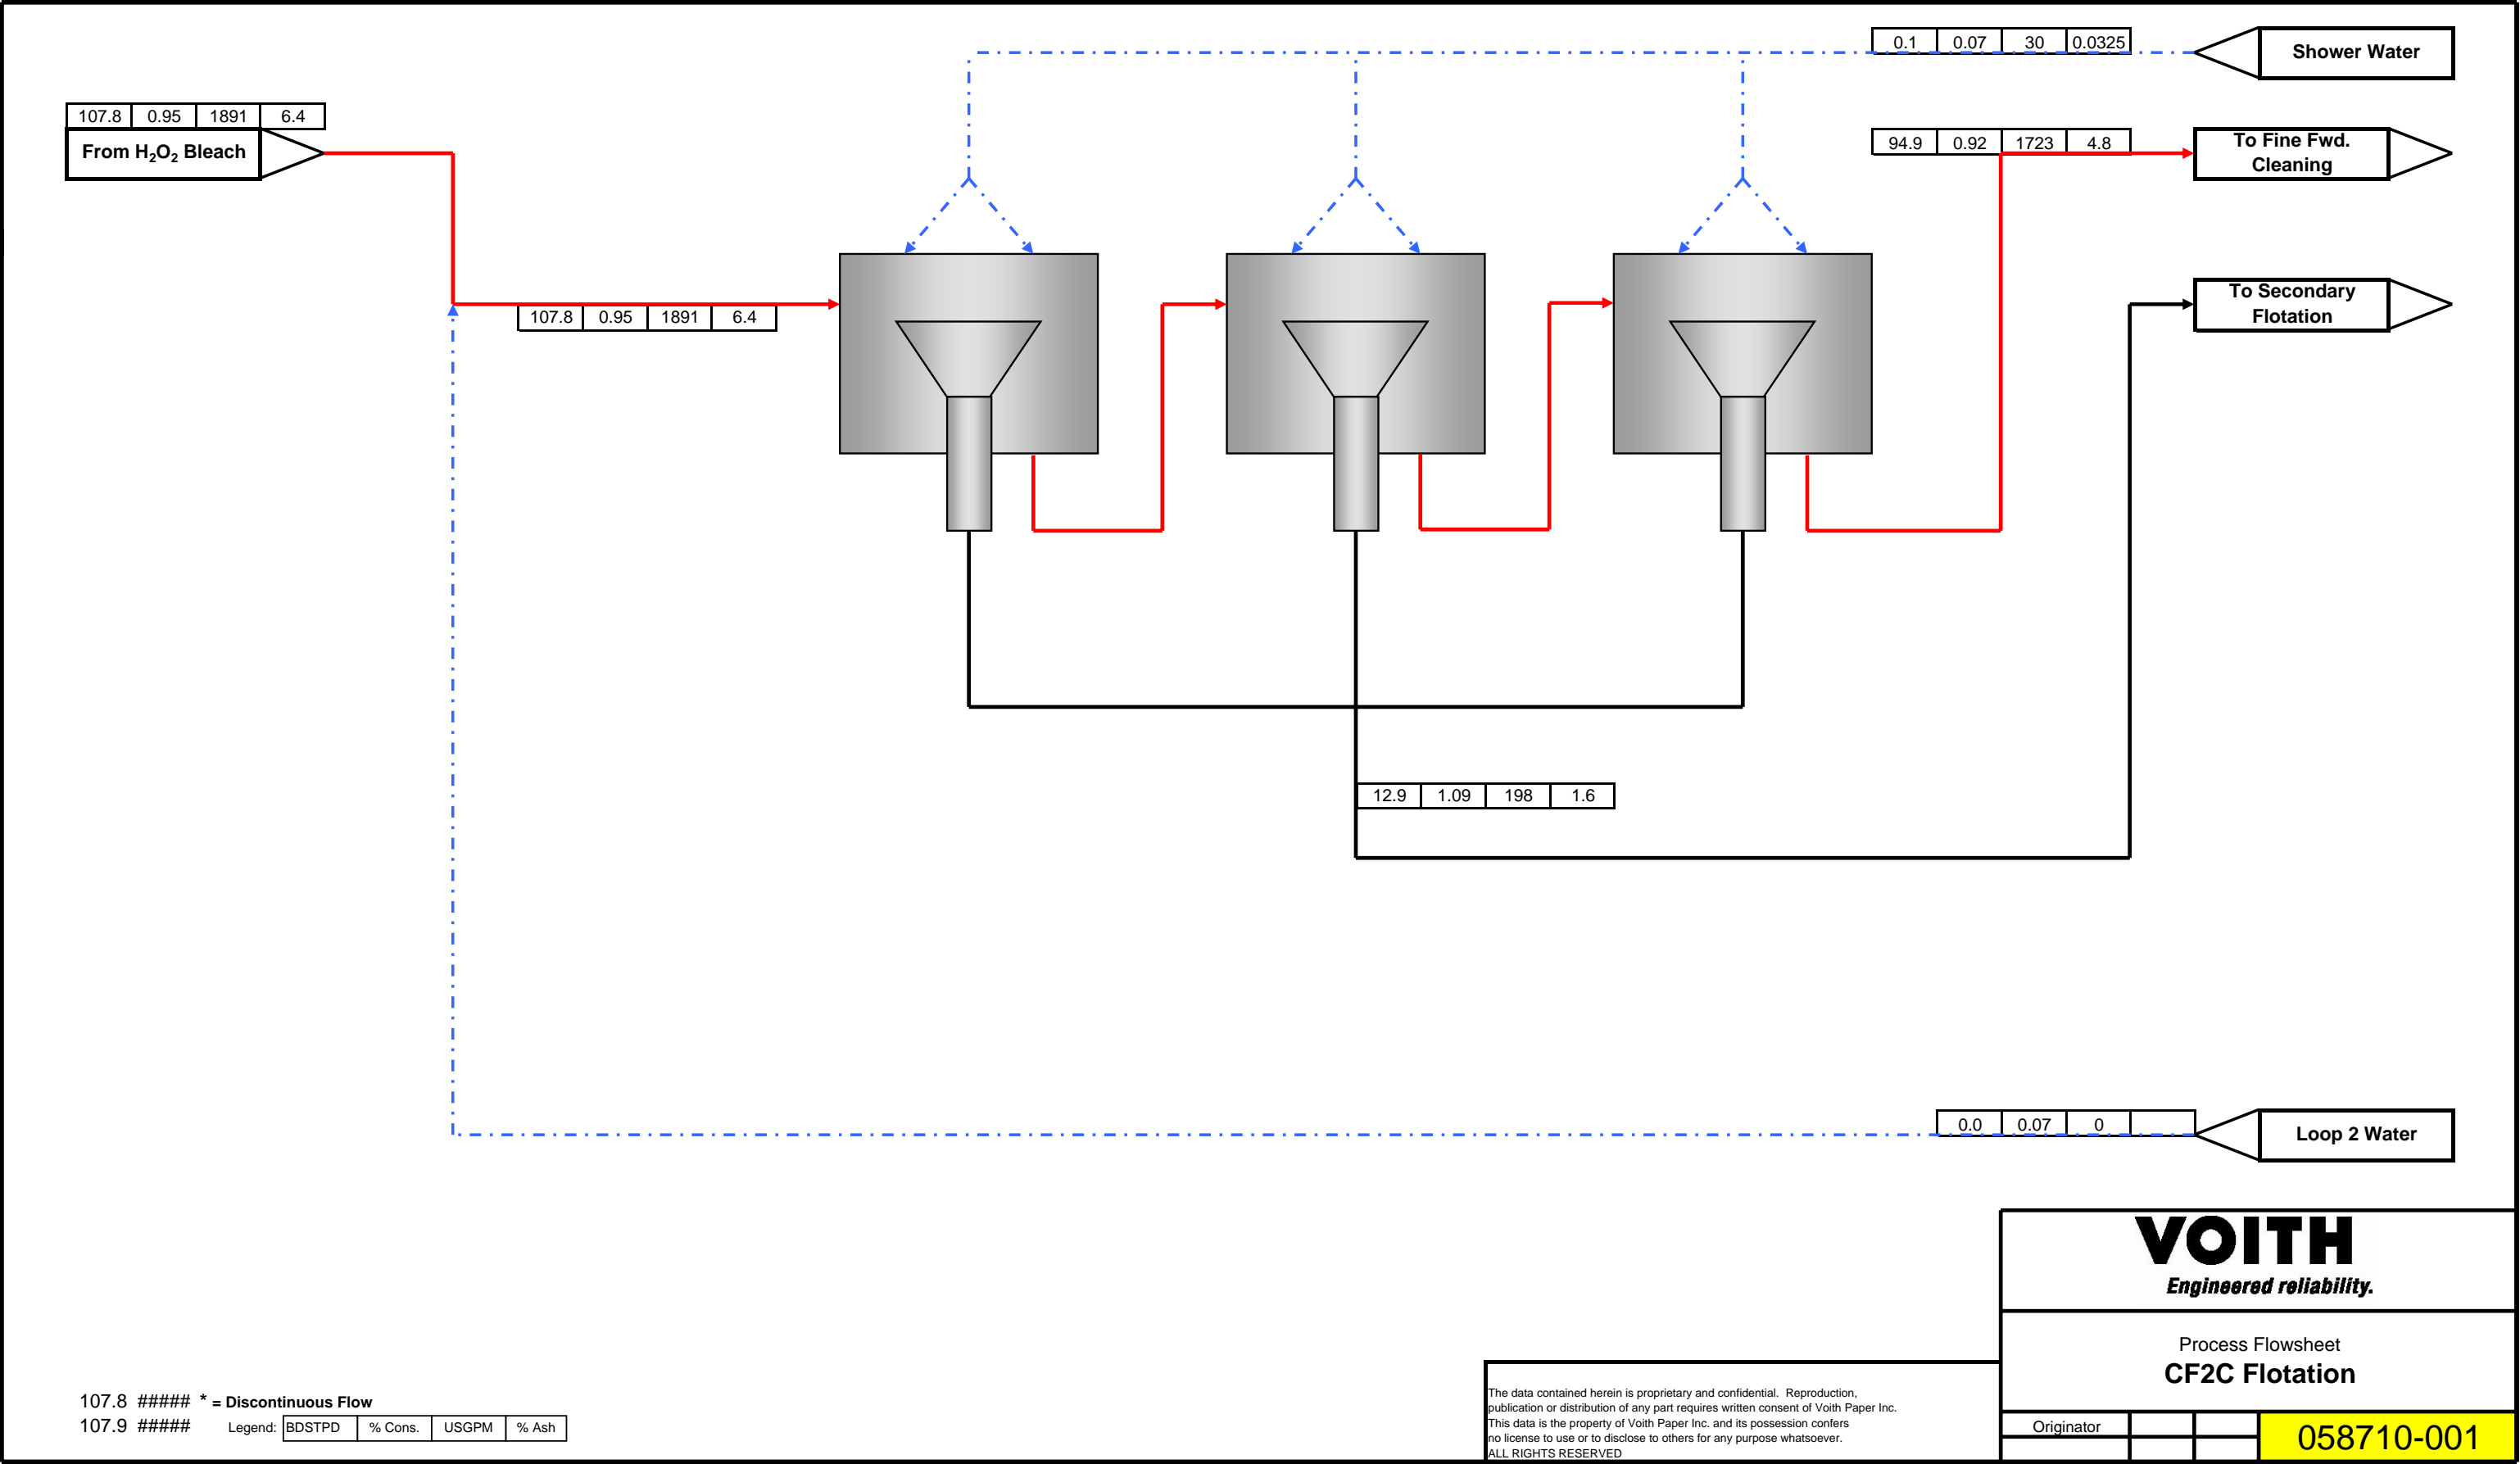 0.1 0.07 30 0.0325
Shower Water
107.8 0.95 1891 6.4
From H₂O₂ Bleach
94.9 0.92 1723 4.8
To Fine Fwd.
Cleaning
To Secondary
Flotation
107.8 0.95 1891 6.4
12.9 1.09 198 1.6
0.0 0.07 0
Loop 2 Water
VOITH
Engineered reliability.
Process Flowsheet
CF2C Flotation
Originator
058710-001
The data contained herein is proprietary and confidential. Reproduction,
publication or distribution of any part requires written consent of Voith Paper Inc.
This data is the property of Voith Paper Inc. and its possession confers
no license to use or to disclose to others for any purpose whatsoever.
ALL RIGHTS RESERVED
107.8 ##### * = Discontinuous Flow
107.9 ##### Legend: BDSTPD % Cons. USGPM % Ash